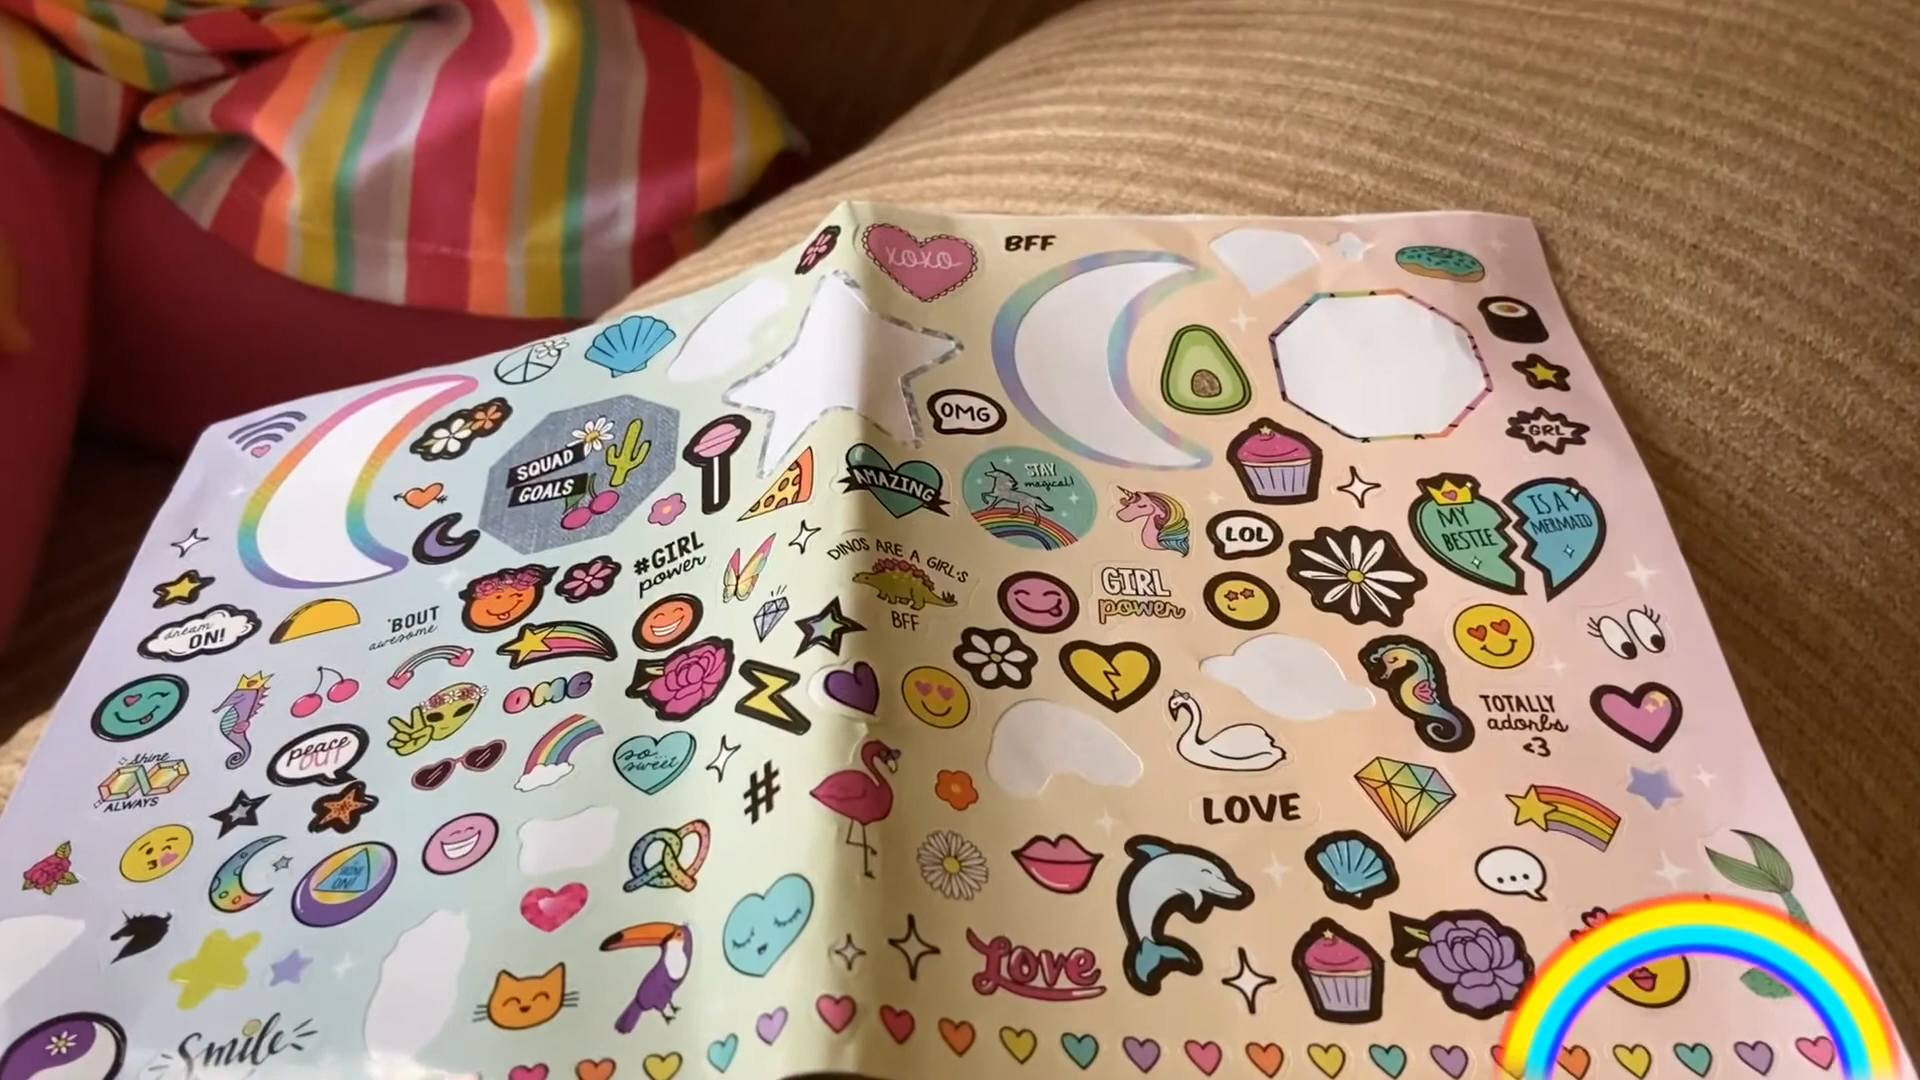 xoxo
BFF
OMG
GRL
SQUAD
GOALS
AMAZING
STAY
magical!
LOL
MY
BESTIE
IS A
MERMAID
#GIRL
power
DINOS ARE A GIRL'S
BFF
GIRL
power
dream
ON!
'BOUT
awesome
OMG
TOTALLY
adorbs
<3
peace
OUT
so...
sweet
shine
ALWAYS
#
LOVE
SHINE
ON!
Love
Smile